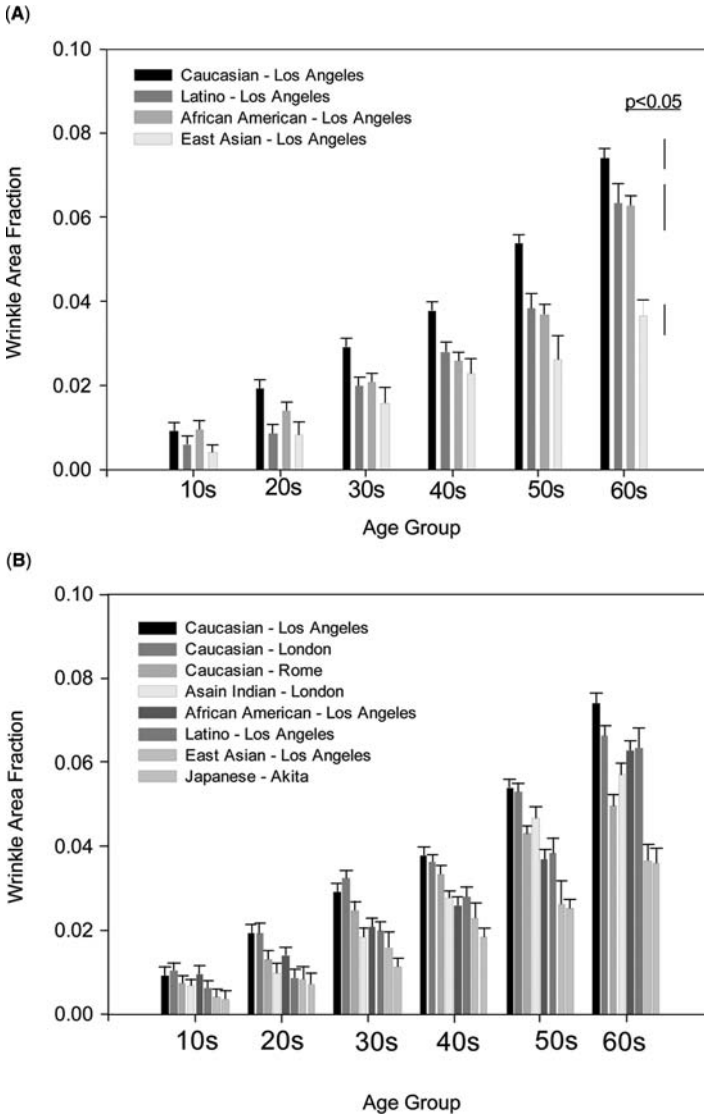 (A)
0.10
Caucasian - Los Angeles
Latino - Los Angeles
African American - Los Angeles
East Asian - Los Angeles
p<0.05
0.08
0.06
0.04
0.02
0.00
Wrinkle Area Fraction
10s 20s 30s 40s 50s 60s
Age Group
(B)
0.10
Caucasian - Los Angeles
Caucasian - London
Caucasian - Rome
Asain Indian - London
African American - Los Angeles
Latino - Los Angeles
East Asian - Los Angeles
Japanese - Akita
0.08
0.06
0.04
0.02
0.00
Wrinkle Area Fraction
10s 20s 30s 40s 50s 60s
Age Group